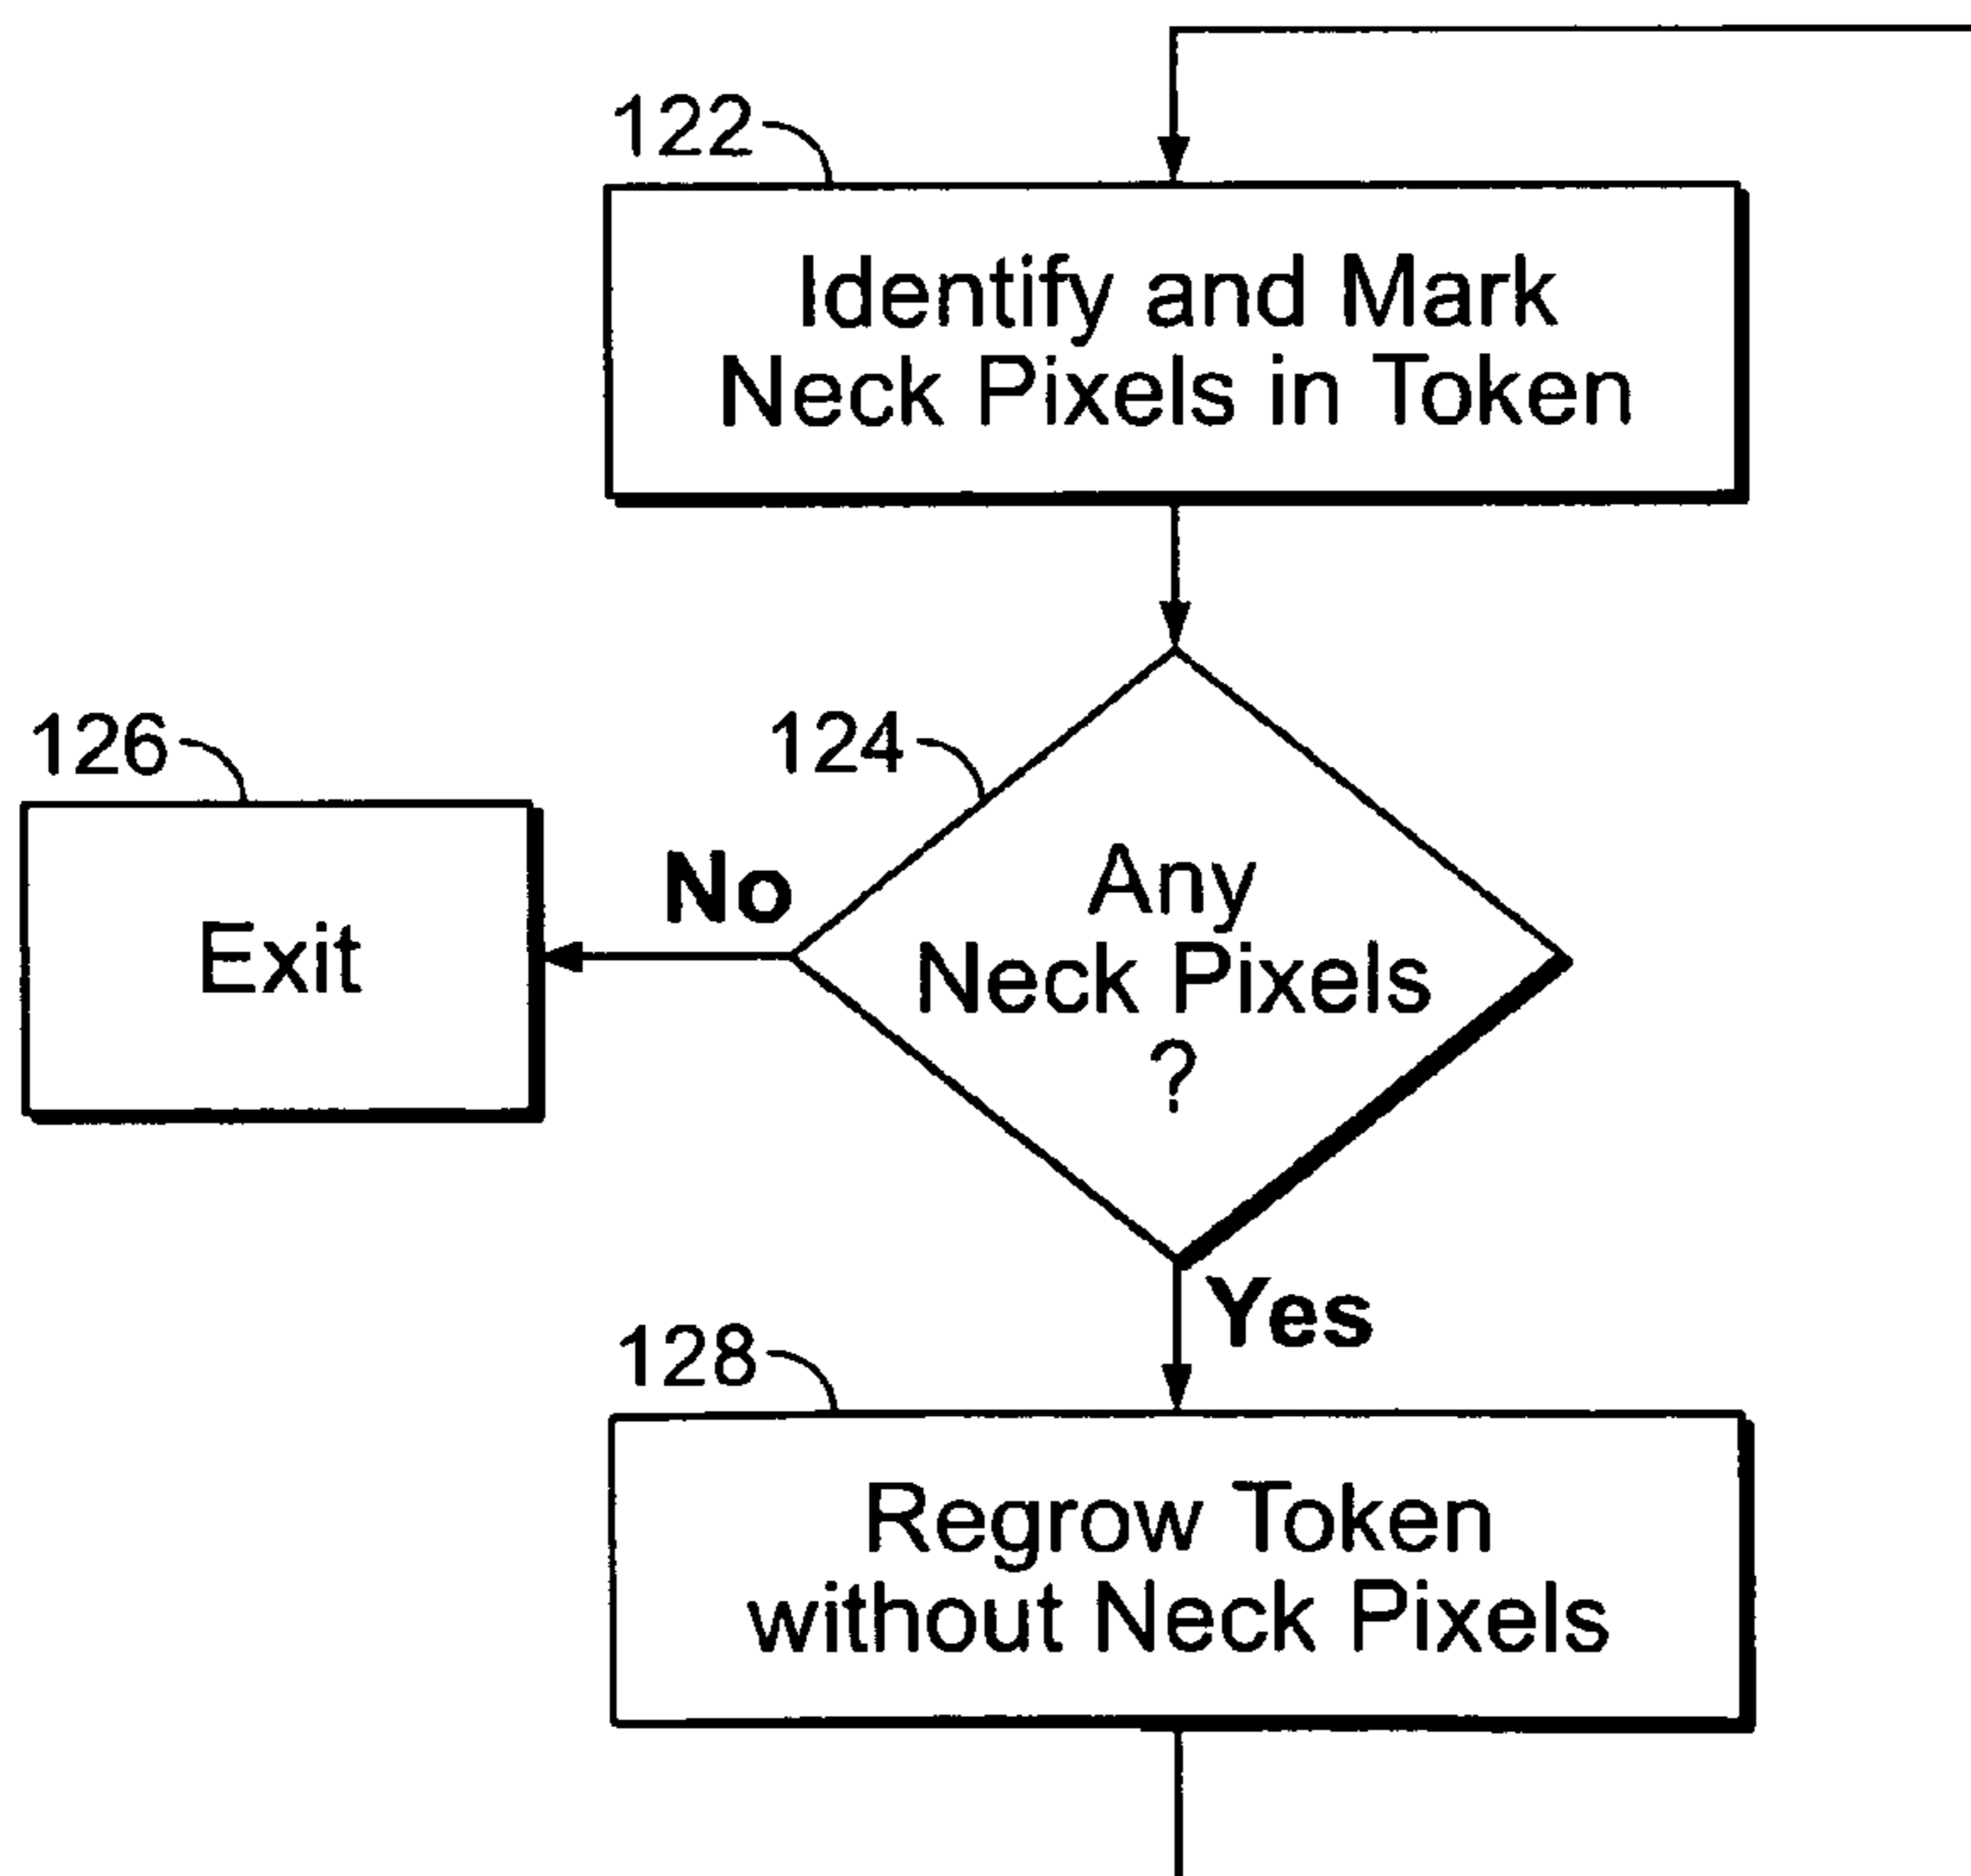 122
Identify and Mark
Neck Pixels in Token
126
124
No
Exit
Any
Neck Pixels
?
Yes
128
Regrow Token
without Neck Pixels